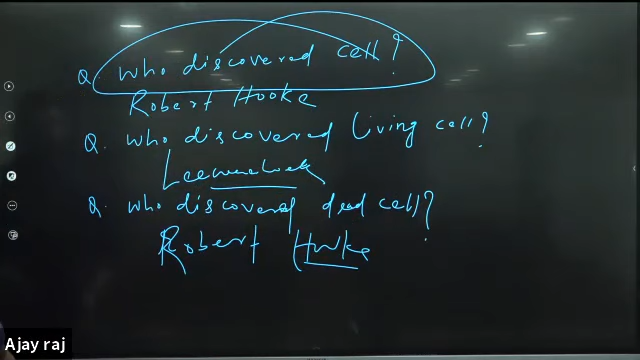 Q. Who discovered cell?
Robert Hooke
Q. Who discovered living cell?
Leeuwenhoek
Q. Who discovered dead cell?
Robert Hooke
Ajay raj